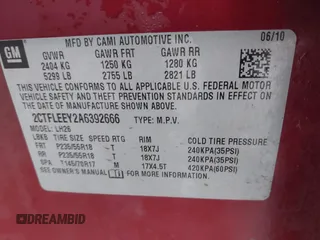 GM
MFD BY CAMI AUTOMOTIVE INC.
06/10
GVWR GAWR FRT GAWR RR
2404 KG 1250 KG 1280 KG
5299 LB 2755 LB 2821 LB
THIS VEHICLE CONFORMS TO ALL APPLICABLE U.S. FEDERAL MOTOR
VEHICLE SAFETY AND THEFT PREVENTION STANDARDS IN EFFECT ON
THE DATE OF MANUFACTURE SHOWN ABOVE.
2CTFLEEY2A6392666 TYPE: M.P.V.
MODEL: LH26
TIRE SIZE SPEED RTG RIM COLD TIRE PRESSURE
FRT P235/55R18 T 18X7J 240KPA(35PSI)
RR P235/55R18 T 18X7J 240KPA(35PSI)
SPA T145/70R17 M 17X4.5T 420KPA(60PSI)
SEE OWNER'S MANUAL
DREAMBID